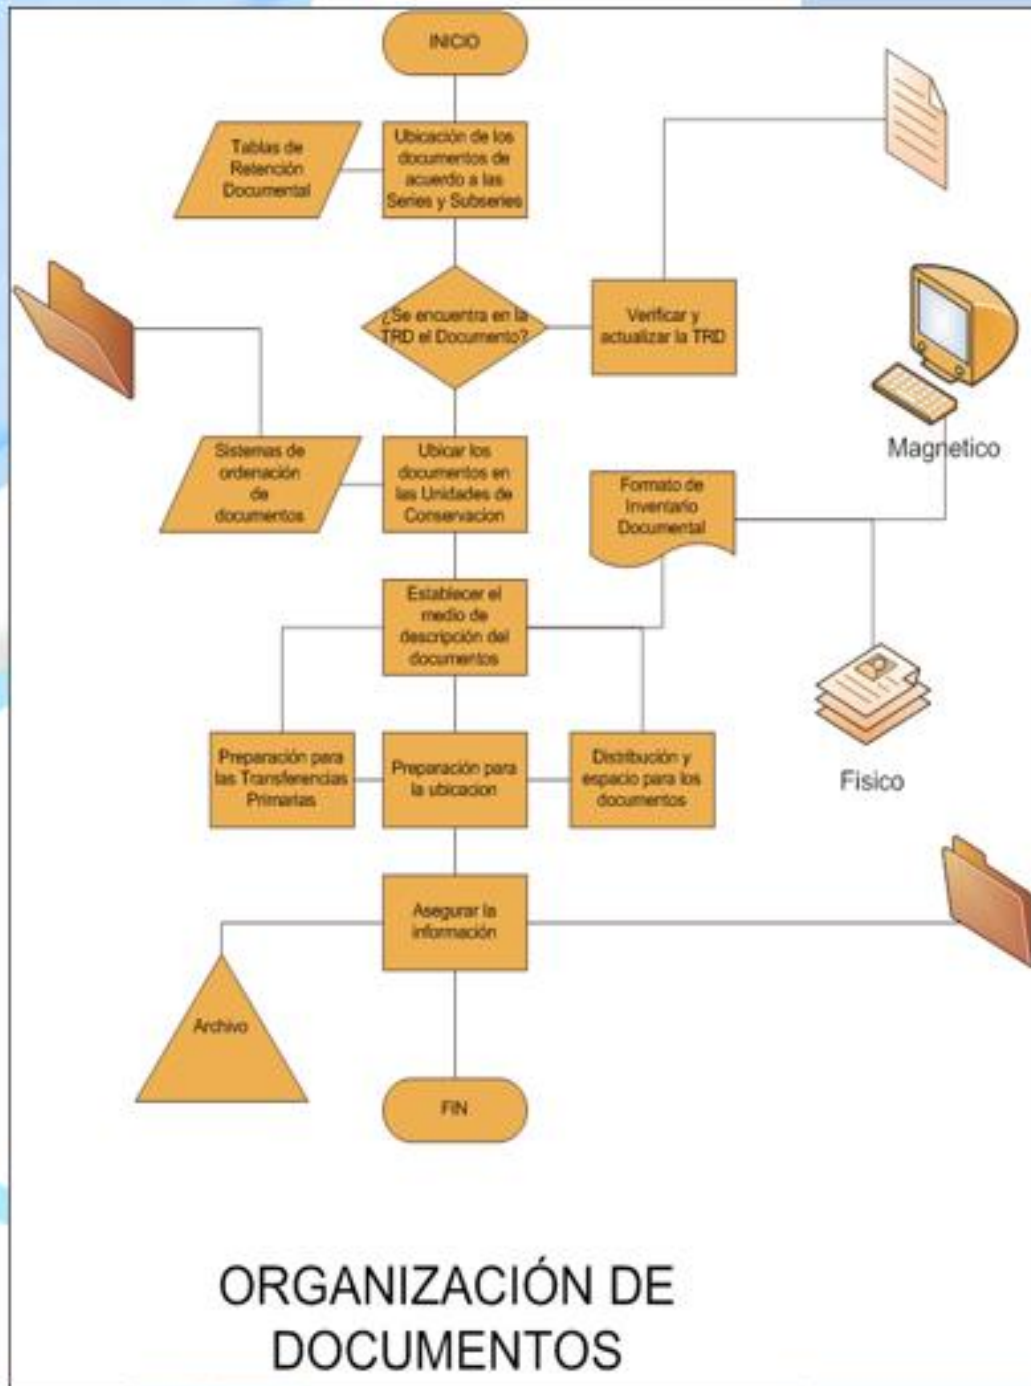 INICIO
Tablas de
Retención
Documental
Ubicación de los
documentos de
acuerdo a las
Series y Subseries
¿Se encuentra en la
TRD el Documento?
Verificar y
actualizar la TRD
Sistemas de
ordenación
de
documentos
Ubicar los
documentos en
las Unidades de
Conservacion
Magnetico
Formato de
Inventario
Documental
Establecer el
medio de
descripción del
documentos
Preparación para
las Transferencias
Primarias
Preparación para
la ubicacion
Distribución y
espacio para los
documentos
Fisico
Asegurar la
información
Archivo
FIN
ORGANIZACIÓN DE
DOCUMENTOS